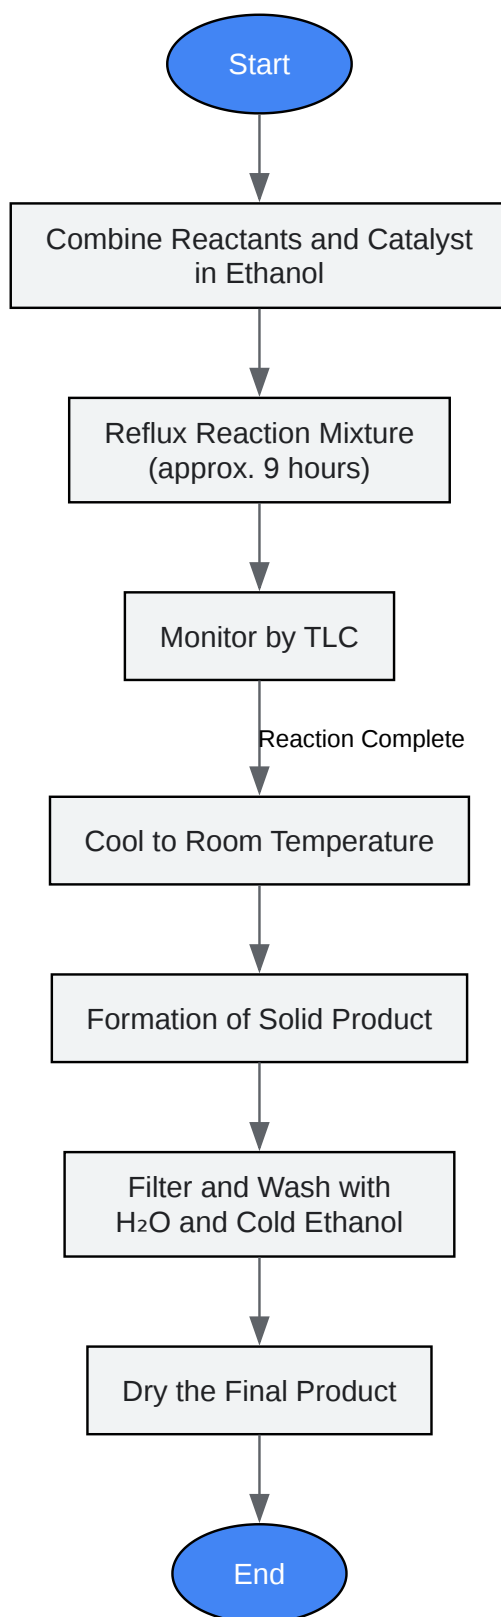 Start
Combine Reactants and Catalyst
in Ethanol
Reflux Reaction Mixture
(approx. 9 hours)
Monitor by TLC
Reaction Complete
Cool to Room Temperature
Formation of Solid Product
Filter and Wash with
H₂O and Cold Ethanol
Dry the Final Product
End